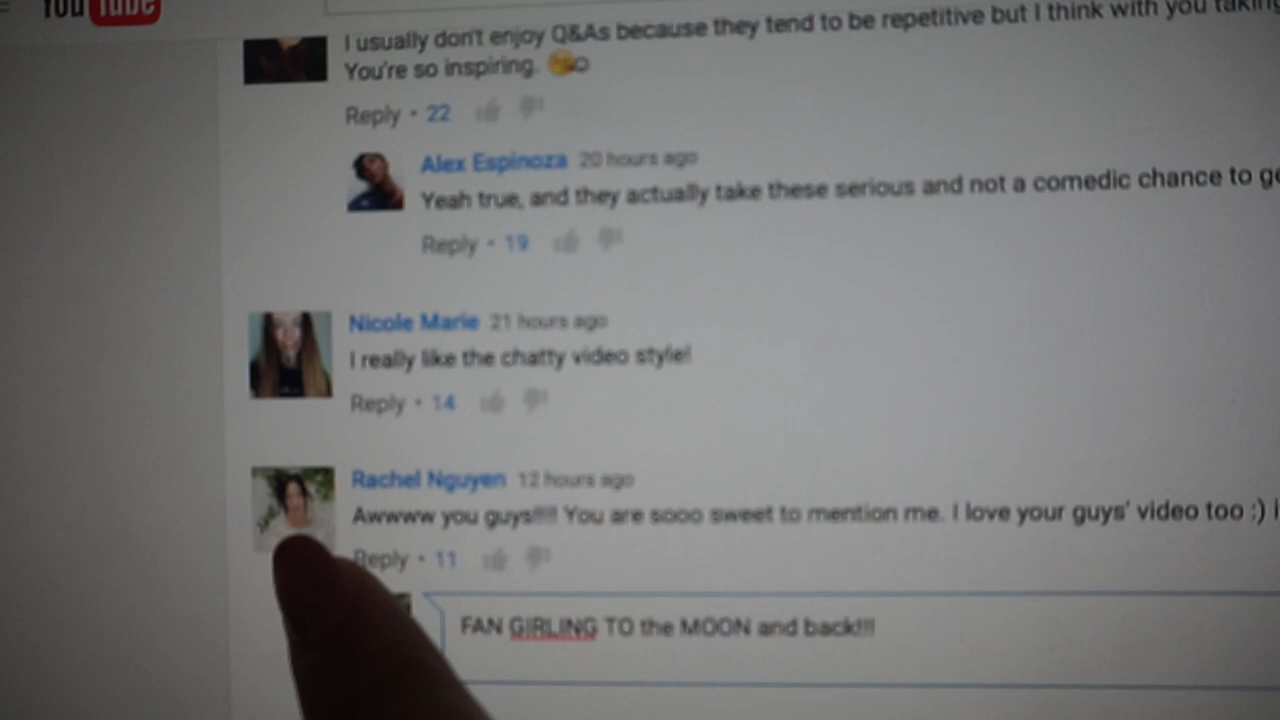 You Tube
I usually don't enjoy Q&As because they tend to be repetitive but I think with you taking
You're so inspiring.
Reply • 22
Alex Espinoza 20 hours ago
Yeah true, and they actually take these serious and not a comedic chance to ge
Reply • 19
Nicole Marie 21 hours ago
I really like the chatty video style!
Reply • 14
Rachel Nguyen 12 hours ago
Awwww you guys!!!! You are sooo sweet to mention me. I love your guys' video too :)
Reply • 11
FAN GIRLING TO the MOON and back!!!